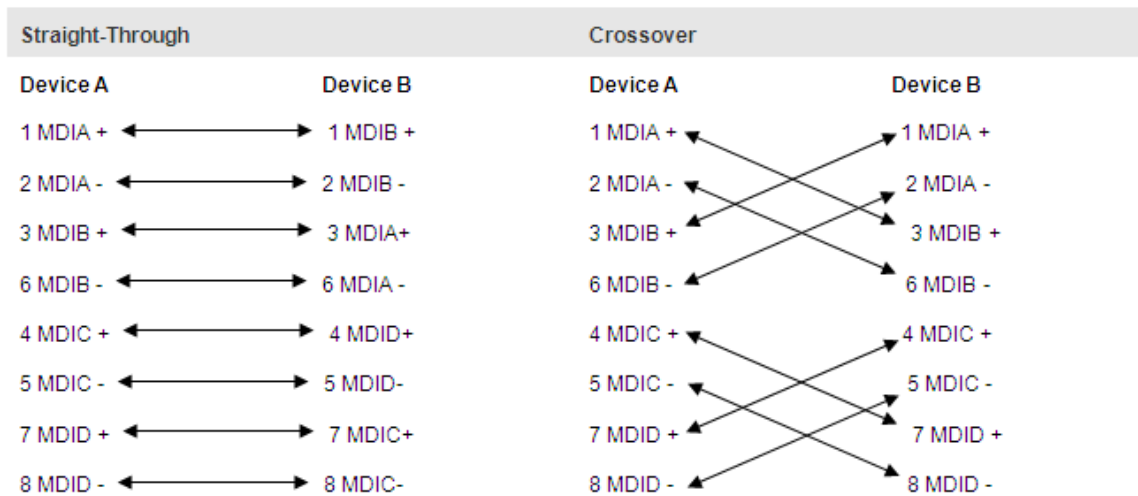 Straight-Through Crossover
Device A Device B Device A Device B
1 MDIA + 1 MDIB + 1 MDIA + 1 MDIA +
2 MDIA - 2 MDIB - 2 MDIA - 2 MDIA -
3 MDIB + 3 MDIA+ 3 MDIB + 3 MDIB +
6 MDIB - 6 MDIA - 6 MDIB - 6 MDIB -
4 MDIC + 4 MDID+ 4 MDIC + 4 MDIC +
5 MDIC - 5 MDID- 5 MDIC - 5 MDIC -
7 MDID + 7 MDIC+ 7 MDID + 7 MDID +
8 MDID - 8 MDIC- 8 MDID - 8 MDID -